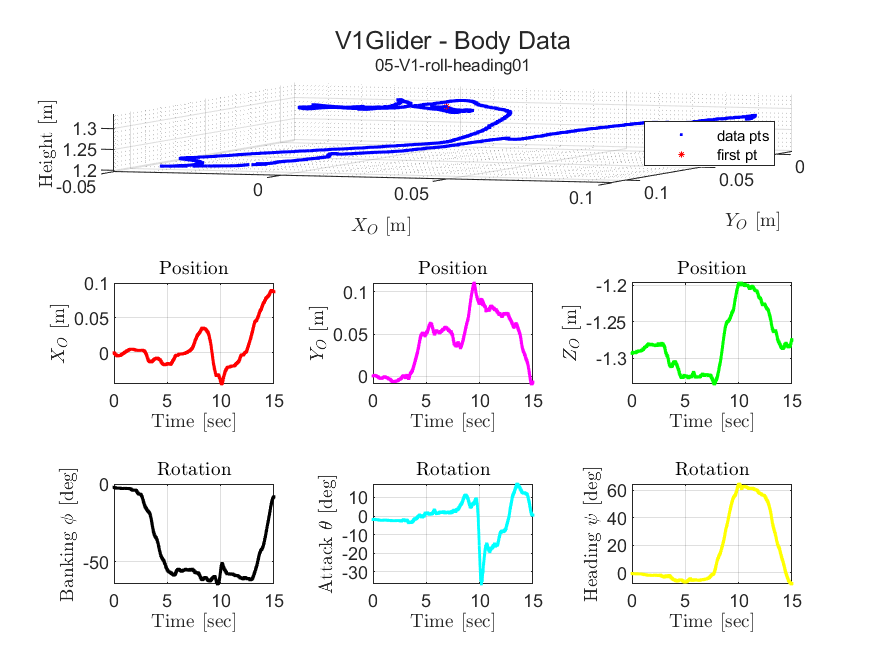 V1Glider - Body Data
05-V1-roll-heading01
Height [m]
1.3
1.25
1.2
-0.05
0
0.05
0.1
X_O [m]
0.1
0.05
0
Y_O [m]
data pts
first pt
Position
X_O [m]
0.1
0.05
0
0 5 10 15
Time [sec]
Position
Y_O [m]
0.1
0.05
0
0 5 10 15
Time [sec]
Position
Z_O [m]
-1.2
-1.25
-1.3
0 5 10 15
Time [sec]
Rotation
Banking ϕ [deg]
0
-50
0 5 10 15
Time [sec]
Rotation
Attack θ [deg]
10
0
-10
-20
-30
0 5 10 15
Time [sec]
Rotation
Heading ψ [deg]
60
40
20
0
0 5 10 15
Time [sec]